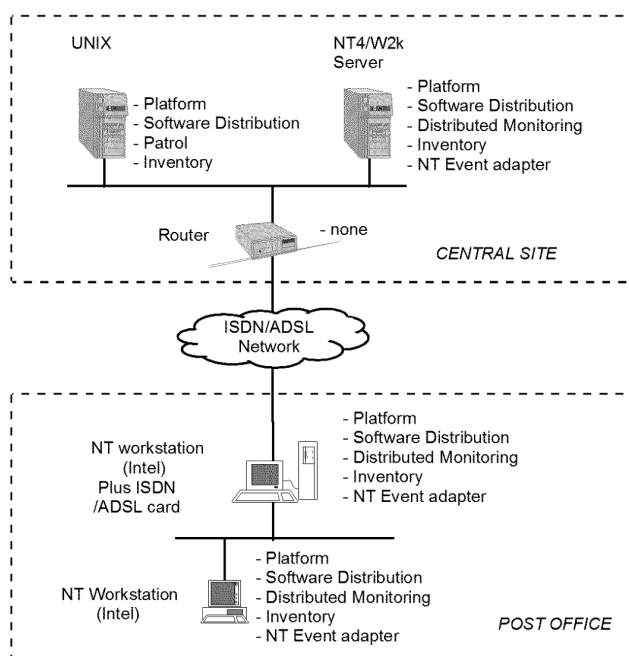 UNIX
- Platform
- Software Distribution
- Patrol
- Inventory
NT4/W2k
Server
- Platform
- Software Distribution
- Distributed Monitoring
- Inventory
- NT Event adapter
Router
- none
CENTRAL SITE
ISDN/ADSL
Network
NT workstation
(Intel)
Plus ISDN
/ADSL card
- Platform
- Software Distribution
- Distributed Monitoring
- Inventory
- NT Event adapter
NT Workstation
(Intel)
- Platform
- Software Distribution
- Distributed Monitoring
- Inventory
- NT Event adapter
POST OFFICE